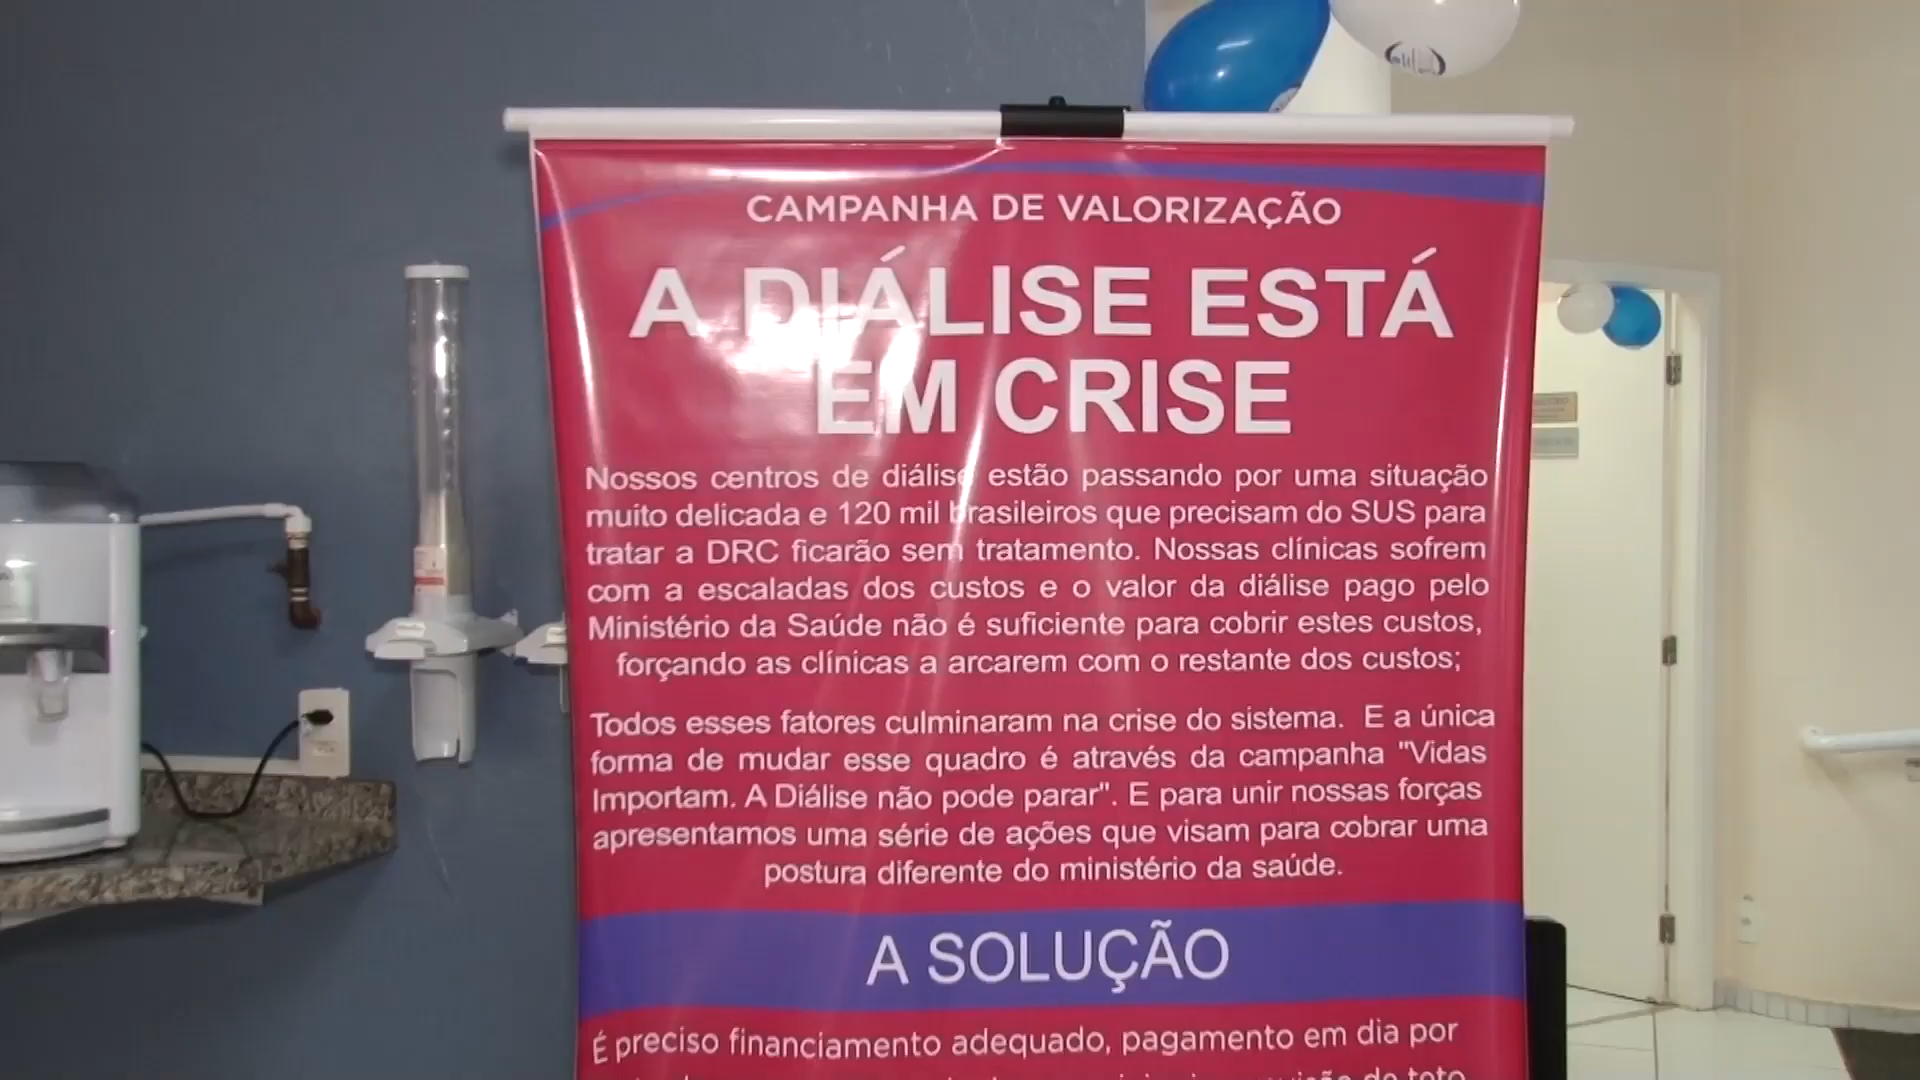 CAMPANHA DE VALORIZAÇÃO
A DIÁLISE ESTÁ
EM CRISE
Nossos centros de diálise estão passando por uma situação
muito delicada e 120 mil brasileiros que precisam do SUS para
tratar a DRC ficarão sem tratamento. Nossas clínicas sofrem
com a escaladas dos custos e o valor da diálise pago pelo
Ministério da Saúde não é suficiente para cobrir estes custos,
forçando as clínicas a arcarem com o restante dos custos;
Todos esses fatores culminaram na crise do sistema. E a única
forma de mudar esse quadro é através da campanha "Vidas
Importam. A Diálise não pode parar". E para unir nossas forças
apresentamos uma série de ações que visam para cobrar uma
postura diferente do ministério da saúde.
A SOLUÇÃO
É preciso financiamento adequado, pagamento em dia por